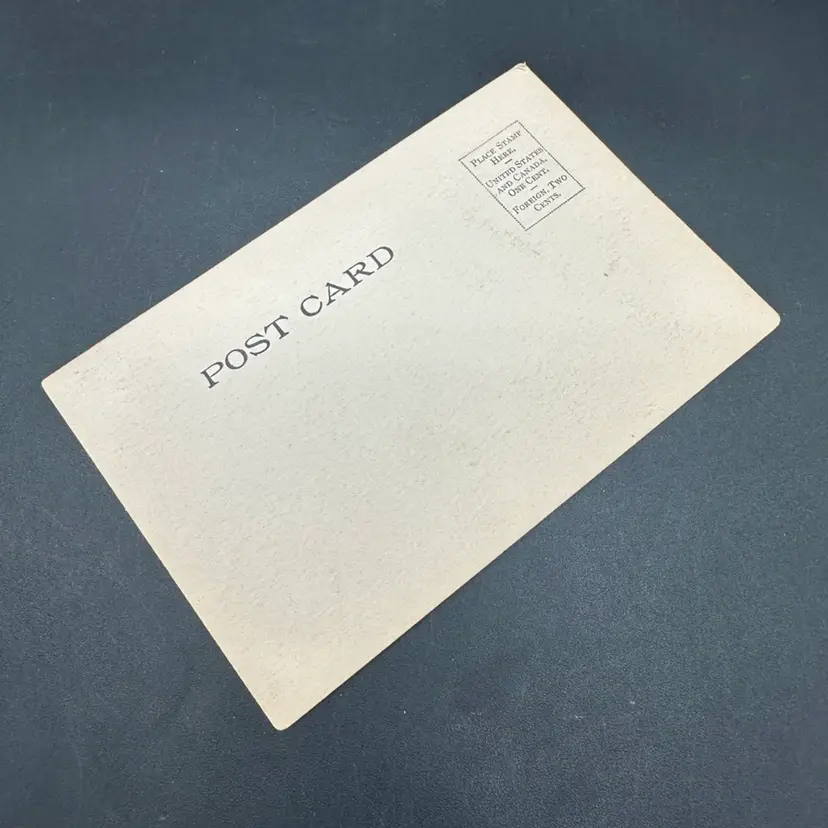 POST CARD
PLACE STAMP
HERE.
—
UNITED STATES
AND CANADA,
ONE CENT.
—
FOREIGN, TWO
CENTS.